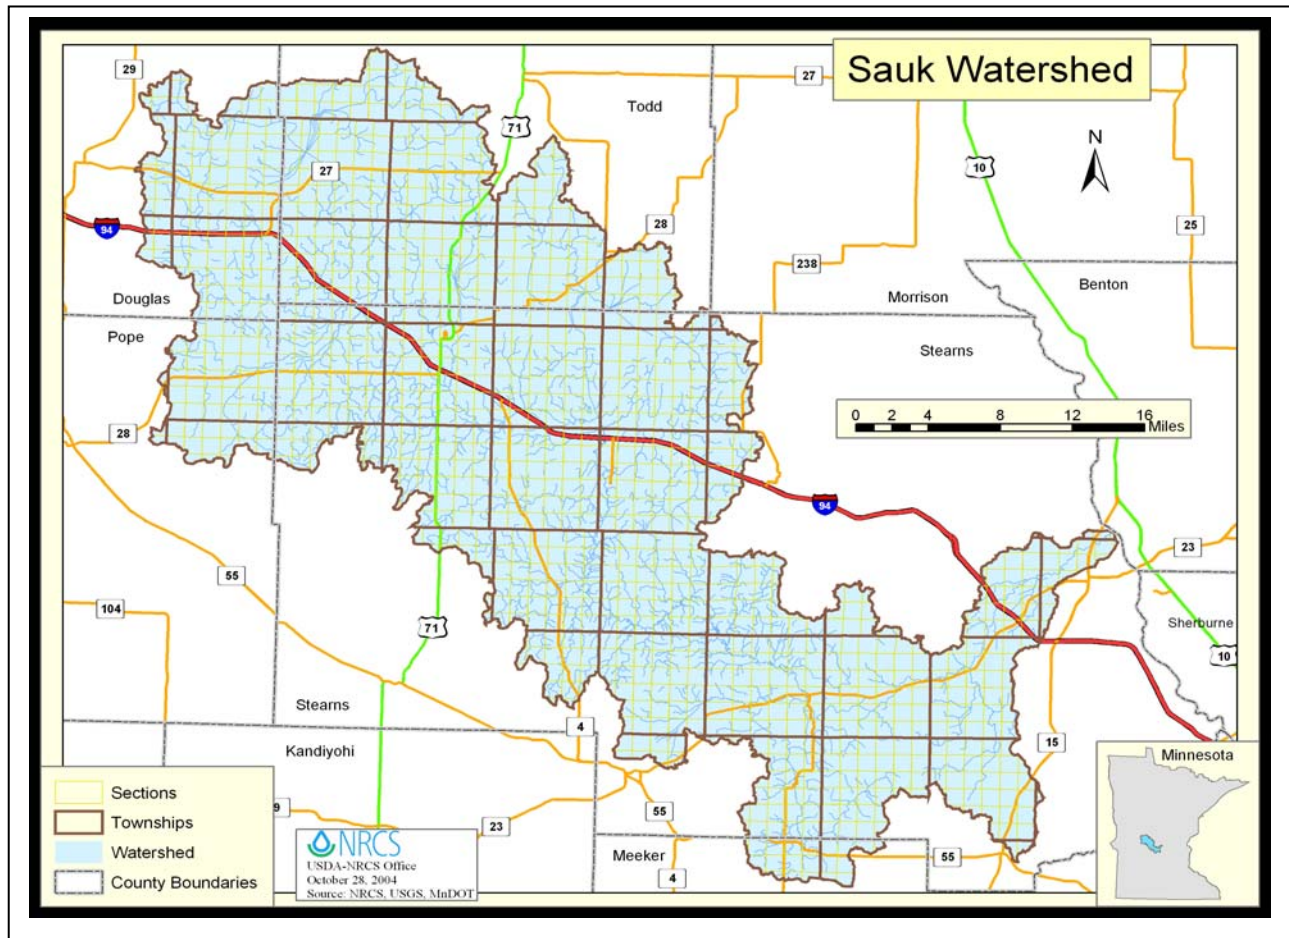 Sauk Watershed
29
27
Todd
71
10
N
27
28
25
94
238
Douglas
Morrison
Benton
Pope
Stearns
0 2 4 8 12 16
Miles
28
94
23
55
104
71
Sherburne
10
Stearns
4
15
Kandiyohi
Minnesota
Sections
Townships
Watershed
County Boundaries
9
23
55
NRCS
USDA-NRCS Office
October 28, 2004
Source: NRCS, USGS, MnDOT
Meeker
55
4